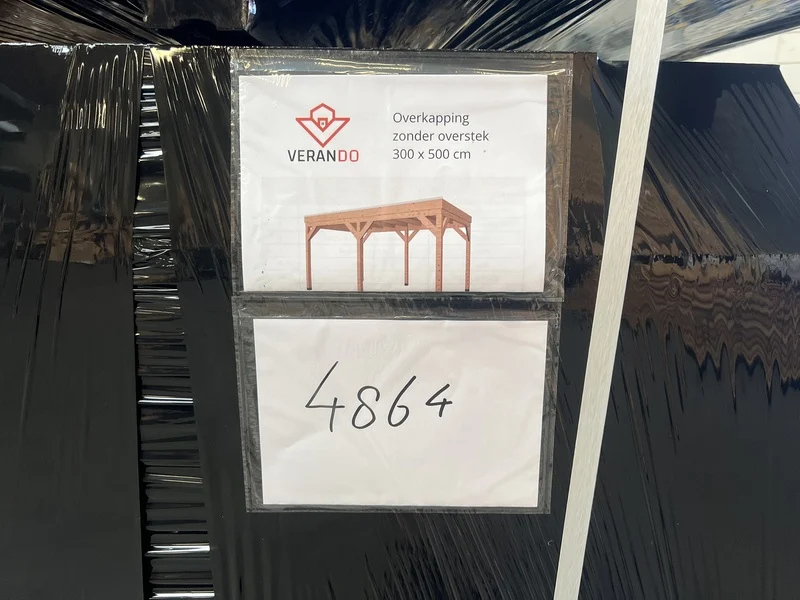 VERANDO
Overkapping
zonder overstek
300 x 500 cm
4864